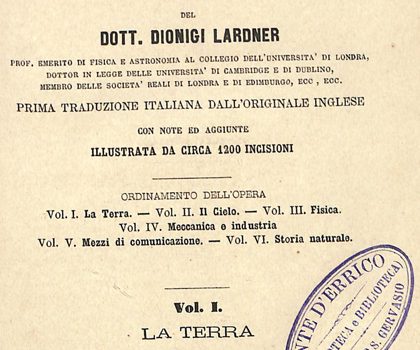 DEL
DOTT. DIONIGI LARDNER
PROF. EMERITO DI FISICA E ASTRONOMIA AL COLLEGIO DELL'UNIVERSITA' DI LONDRA,
DOTTOR IN LEGGE DELLE UNIVERSITA' DI CAMBRIDGE E DI DUBLINO,
MEMBRO DELLE SOCIETA' REALI DI LONDRA E DI EDIMBURGO, ECC , ECC.
PRIMA TRADUZIONE ITALIANA DALL'ORIGINALE INGLESE
CON NOTE ED AGGIUNTE
ILLUSTRATA DA CIRCA 1200 INCISIONI
ORDINAMENTO DELL'OPERA
Vol. I. La Terra. — Vol. II. Il Cielo. — Vol. III. Fisica.
Vol. IV. Meccanica e industria
Vol. V. Mezzi di comunicazione. — Vol. VI. Storia naturale.
Vol. I.
LA TERRA
NTE D'ERRICO
TECA e BIBLIOTECA)
S. GERVASIO